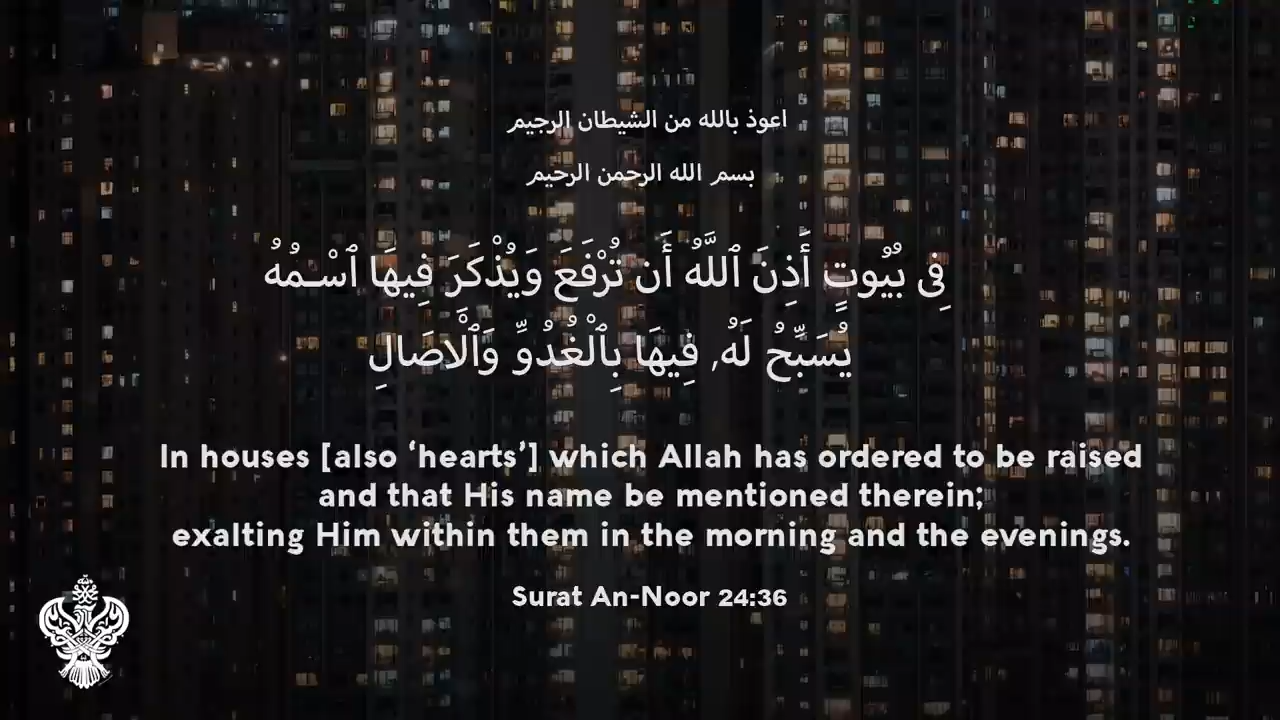 اعوذ بالله من الشيطان الرجيم
بسم الله الرحمن الرحيم
فِى بُيُوتٍ أَذِنَ ٱللَّهُ أَن تُرْفَعَ وَيُذْكَرَ فِيهَا ٱسْمُهُۥ
يُسَبِّحُ لَهُۥ فِيهَا بِٱلْغُدُوِّ وَٱلْءَاصَالِ
In houses [also ‘hearts’] which Allah has ordered to be raised
and that His name be mentioned therein;
exalting Him within them in the morning and the evenings.
Surat An-Noor 24:36